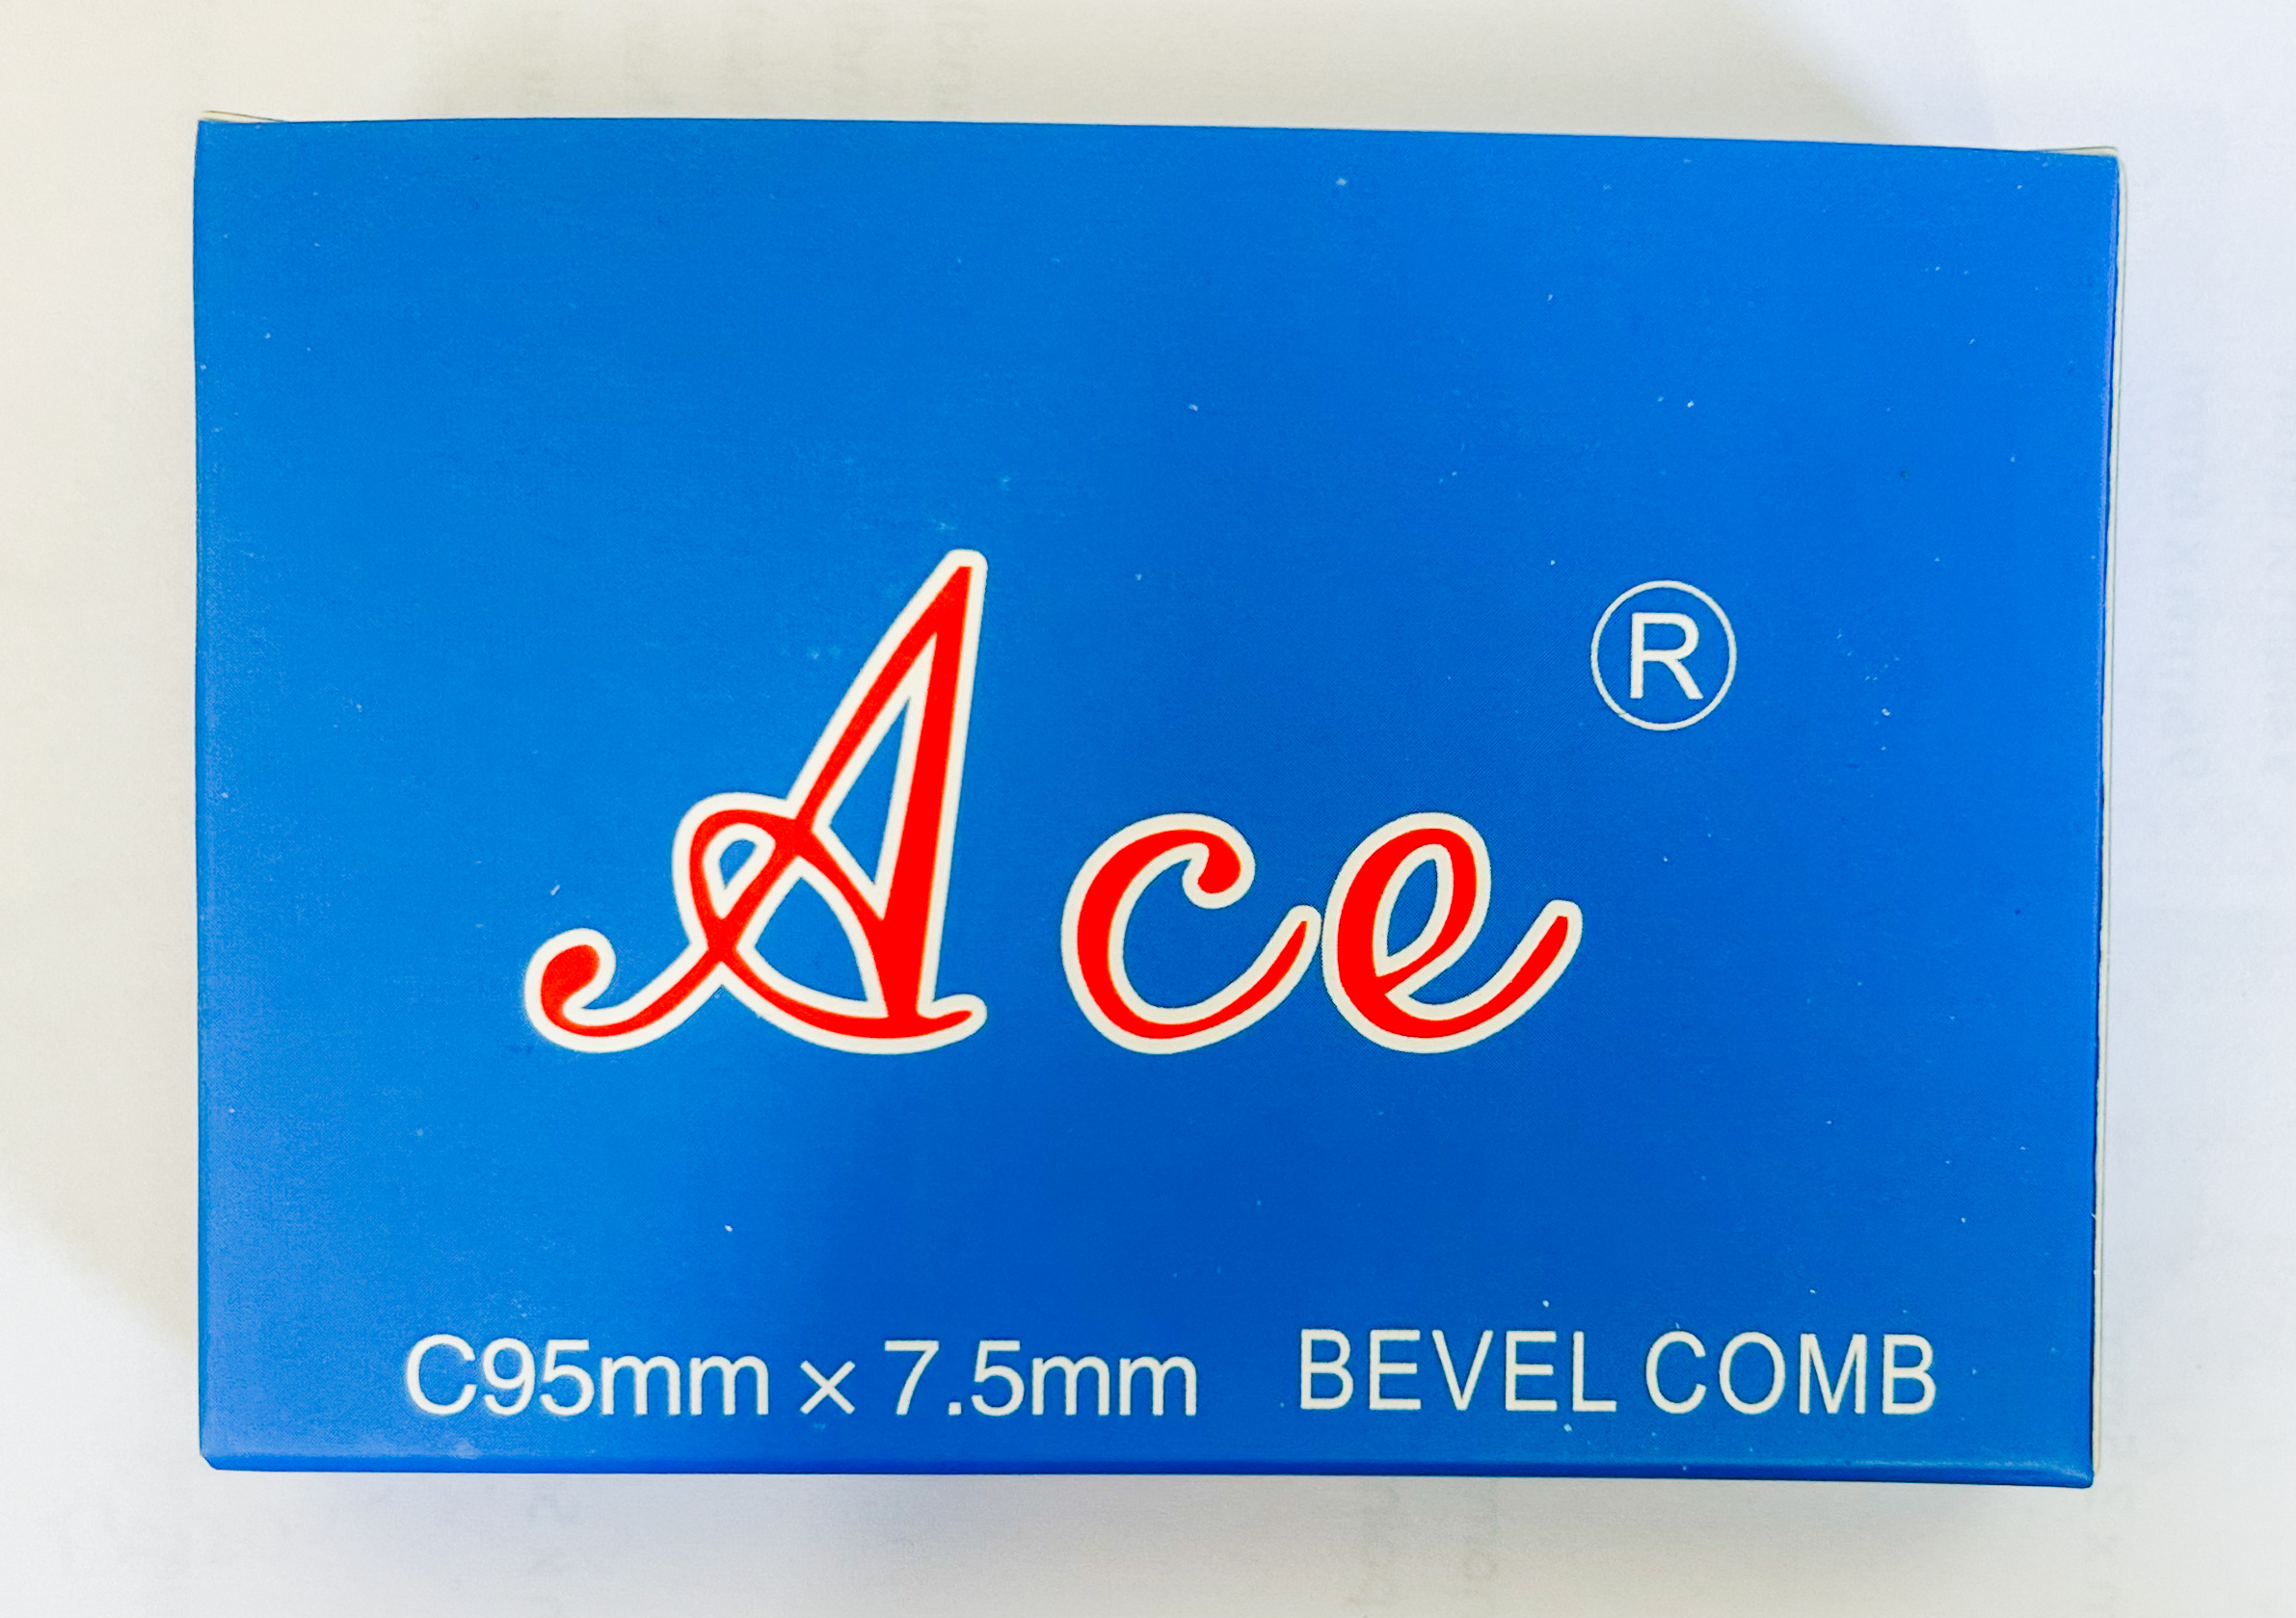 Ace ®
C95mm × 7.5mm BEVEL COMB